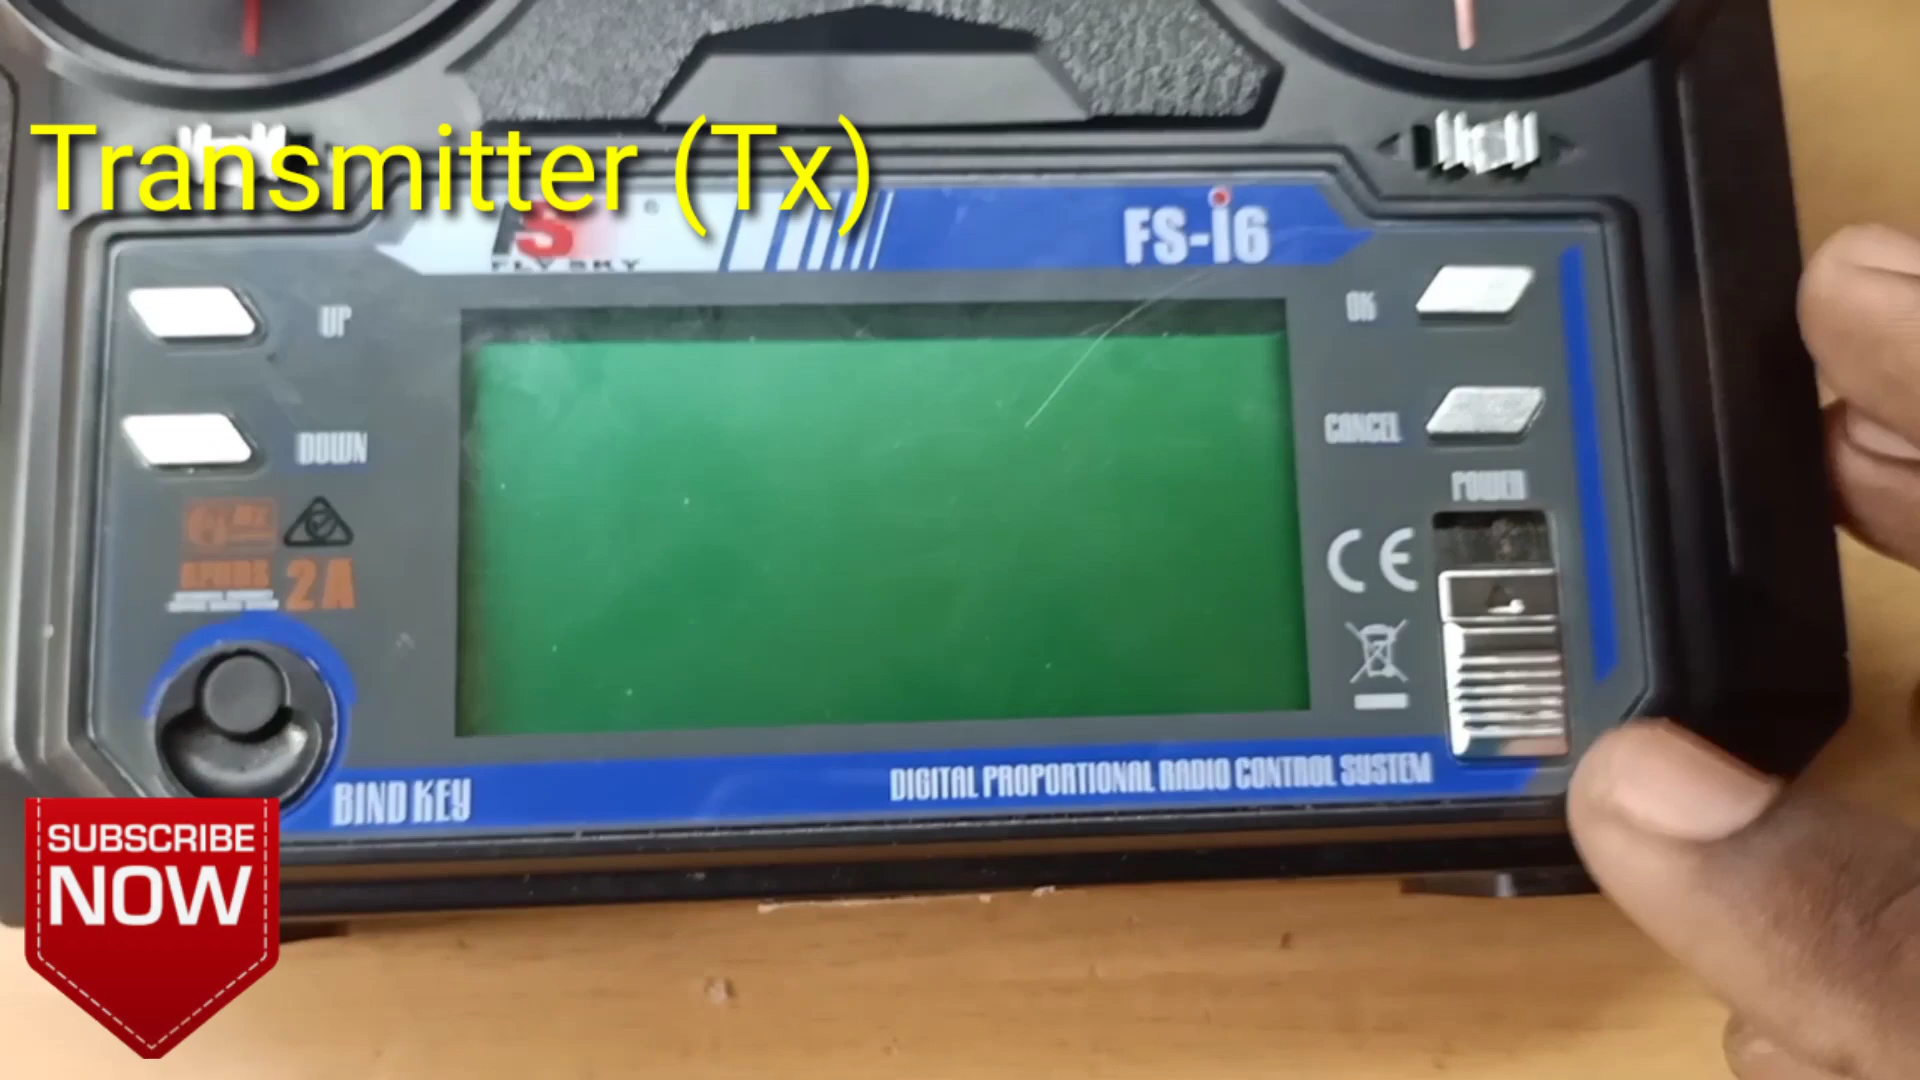 Transmitter (Tx)
FLYSKY
FS-i6
UP
OK
DOWN
CANCEL
POWER
2A
CE
BIND KEY
DIGITAL PROPORTIONAL RADIO CONTROL SYSTEM
SUBSCRIBE
NOW